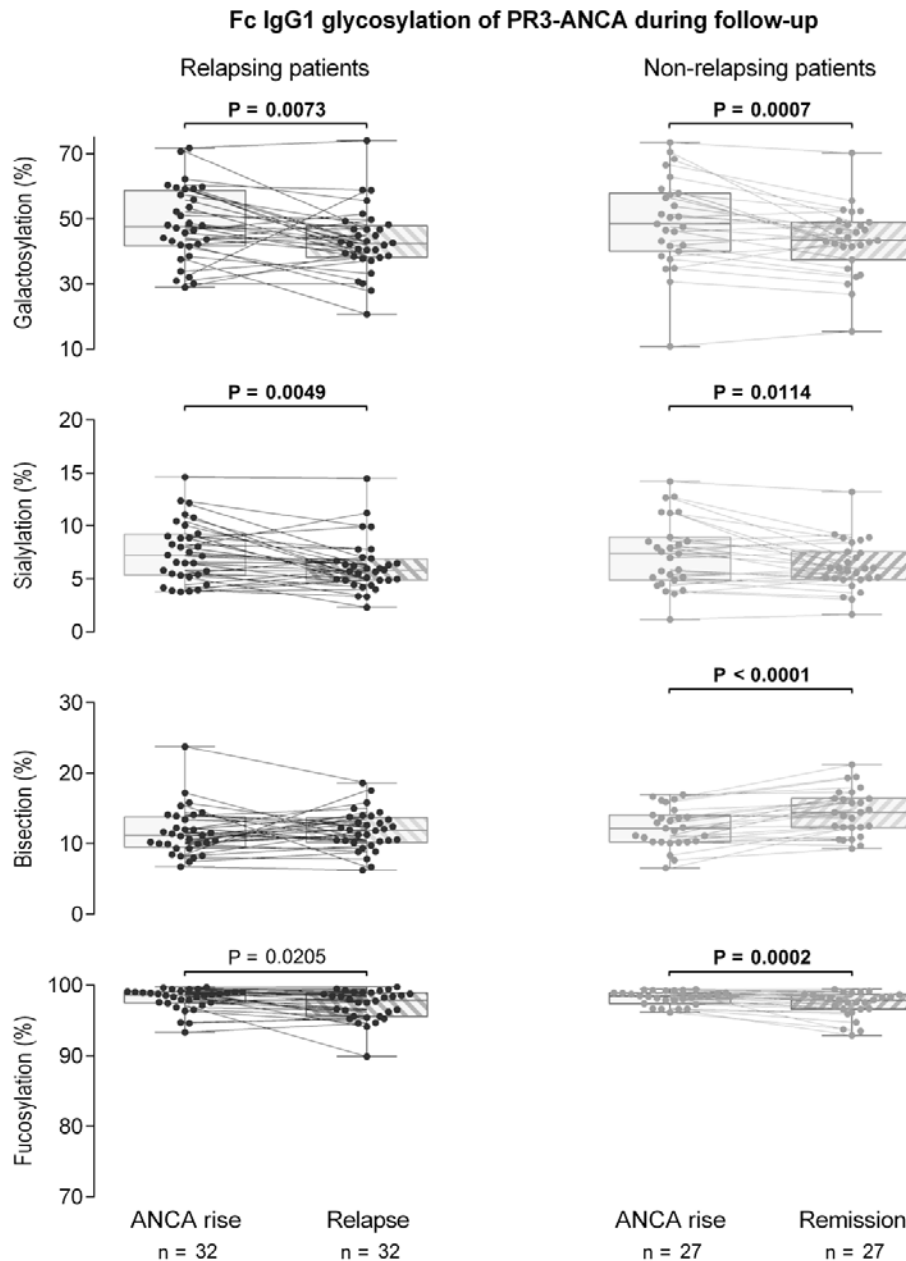 Fc IgG1 glycosylation of PR3-ANCA during follow-up
Relapsing patients
Non-relapsing patients
P = 0.0073
P = 0.0007
Galactosylation (%)
70
50
30
10
P = 0.0049
P = 0.0114
Sialylation (%)
20
15
10
5
0
P < 0.0001
Bisection (%)
30
20
10
0
P = 0.0205
P = 0.0002
Fucosylation (%)
100
90
80
70
ANCA rise
Relapse
ANCA rise
Remission
n = 32
n = 32
n = 27
n = 27